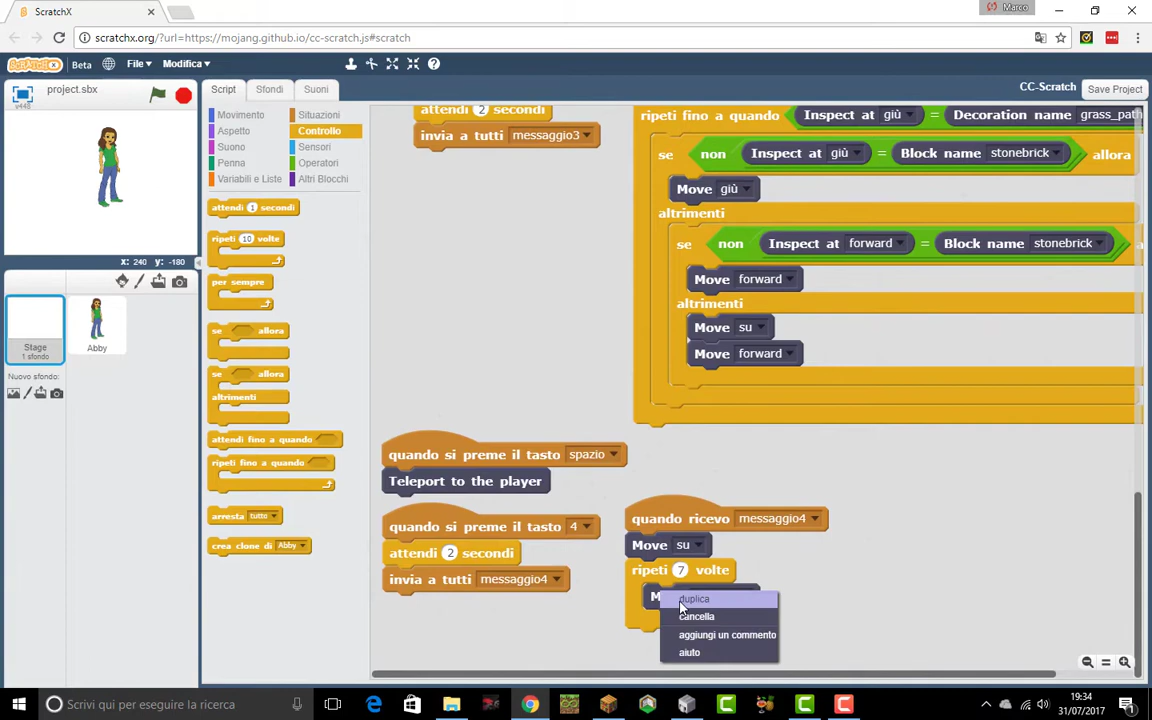 ScratchX
Marco
scratchx.org/?url=https://mojang.github.io/cc-scratch.js#scratch
Beta
File
Modifica
project.sbx
v448
Script
Sfondi
Suoni
CC-Scratch
Save Project
Movimento
Situazioni
Aspetto
Controllo
Suono
Sensori
Penna
Operatori
Variabili e Liste
Altri Blocchi
x: 240 y: -180
Stage
1 sfondo
Abby
Nuovo sfondo:
attendi 1 secondi
ripeti 10 volte
per sempre
se allora
se allora
altrimenti
attendi fino a quando
ripeti fino a quando
arresta tutto
crea clone di Abby
attendi 2 secondi
invia a tutti messaggio3
ripeti fino a quando Inspect at giù = Decoration name grass_path
se non Inspect at giù = Block name stonebrick allora
Move giù
altrimenti
se non Inspect at forward = Block name stonebrick
Move forward
altrimenti
Move su
Move forward
quando si preme il tasto spazio
Teleport to the player
quando si preme il tasto 4
attendi 2 secondi
invia a tutti messaggio4
quando ricevo messaggio4
Move su
ripeti 7 volte
duplica
cancella
aggiungi un commento
aiuto
Scrivi qui per eseguire la ricerca
19:34
31/07/2017